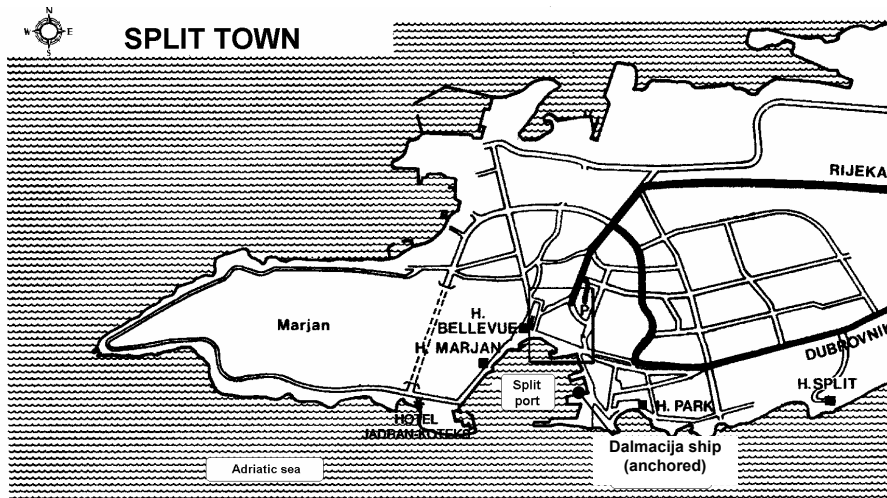 N
W E
S
SPLIT TOWN
RIJEKA
Marjan
H.
BELLEVUE
H. MARJAN
P
DUBROVNIK
Split
port
H. SPLIT
H. PARK
HOTEL
JADRAN-KOTEKS
Dalmacija ship
(anchored)
Adriatic sea